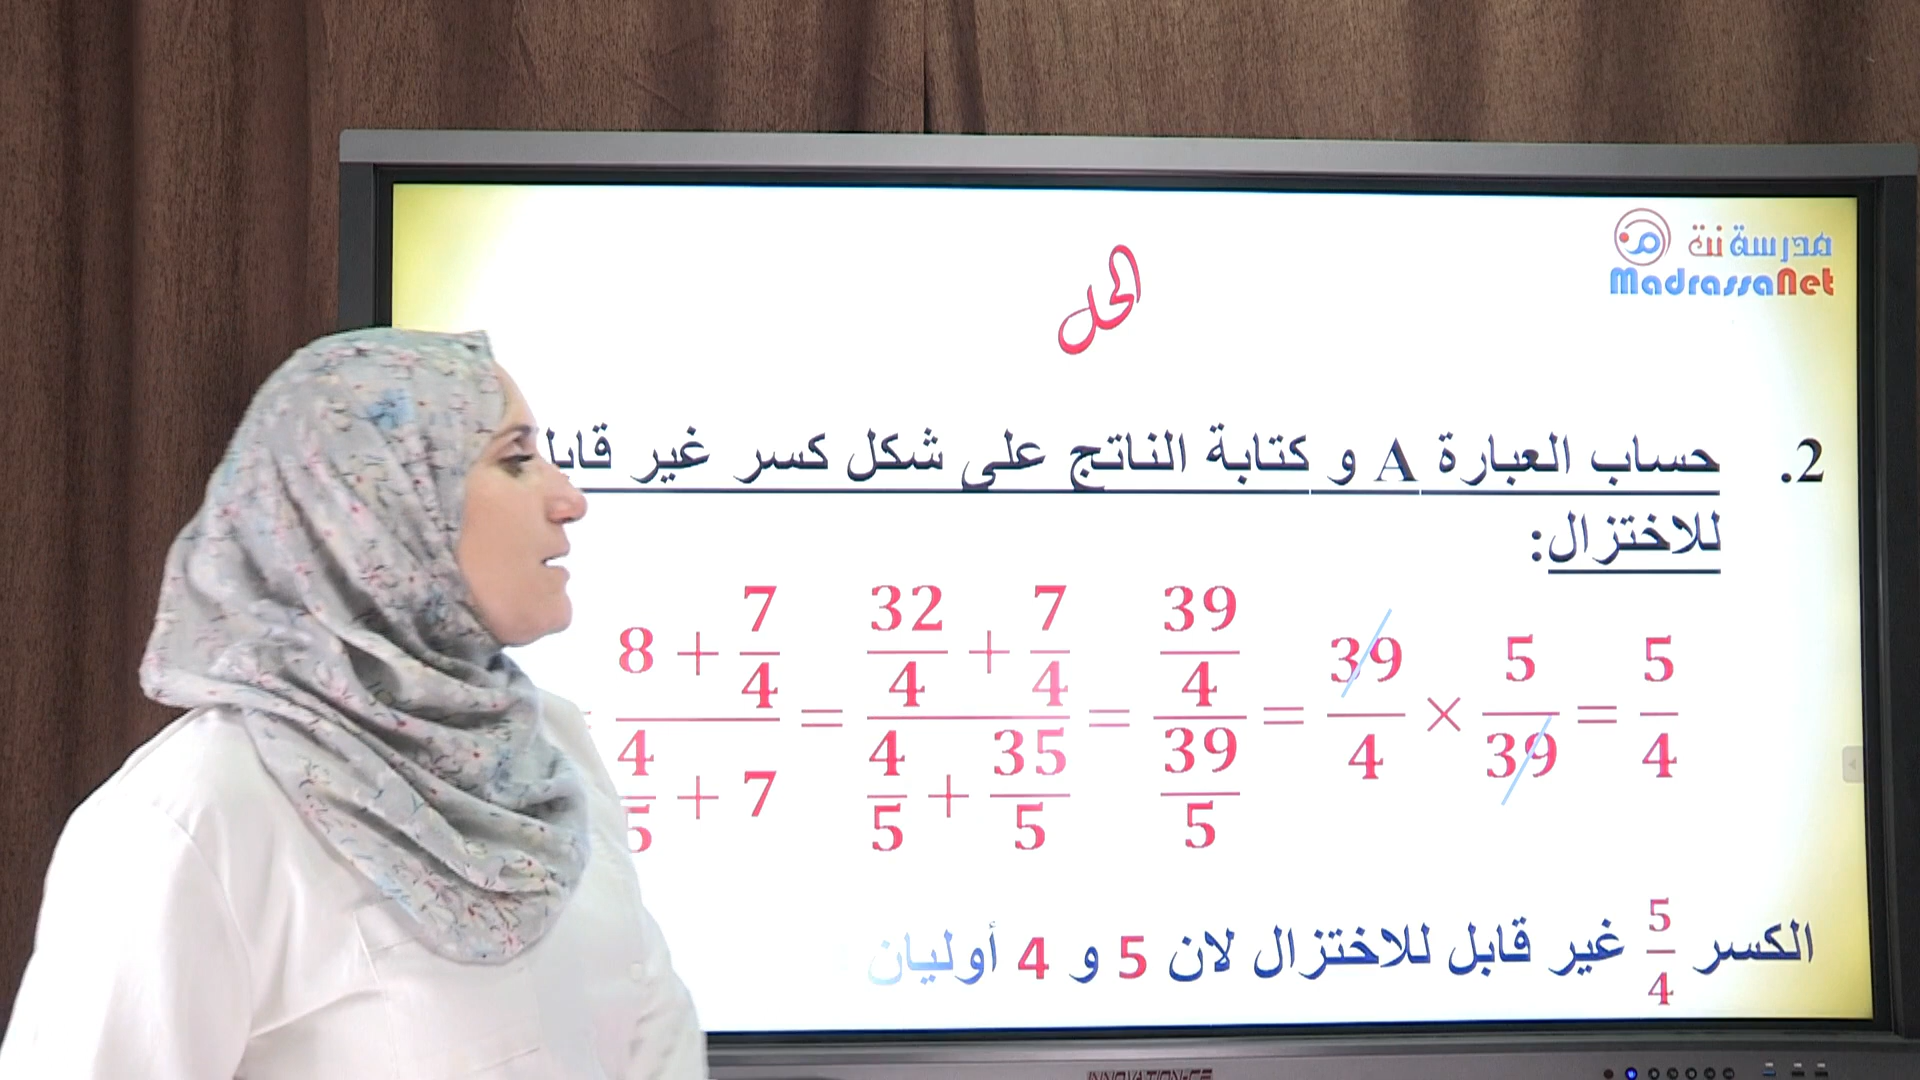 مدرسة نت
MadrassaNet
الحل
2. حساب العبارة A و كتابة الناتج على شكل كسر غير قابل
للاختزال:
= (8 + 7/4)/(4/5 + 7) = (32/4 + 7/4)/(4/5 + 35/5) = (39/4)/(39/5) = 39/4 × 5/39 = 5/4
الكسر 5/4 غير قابل للاختزال لان 5 و 4 أوليان